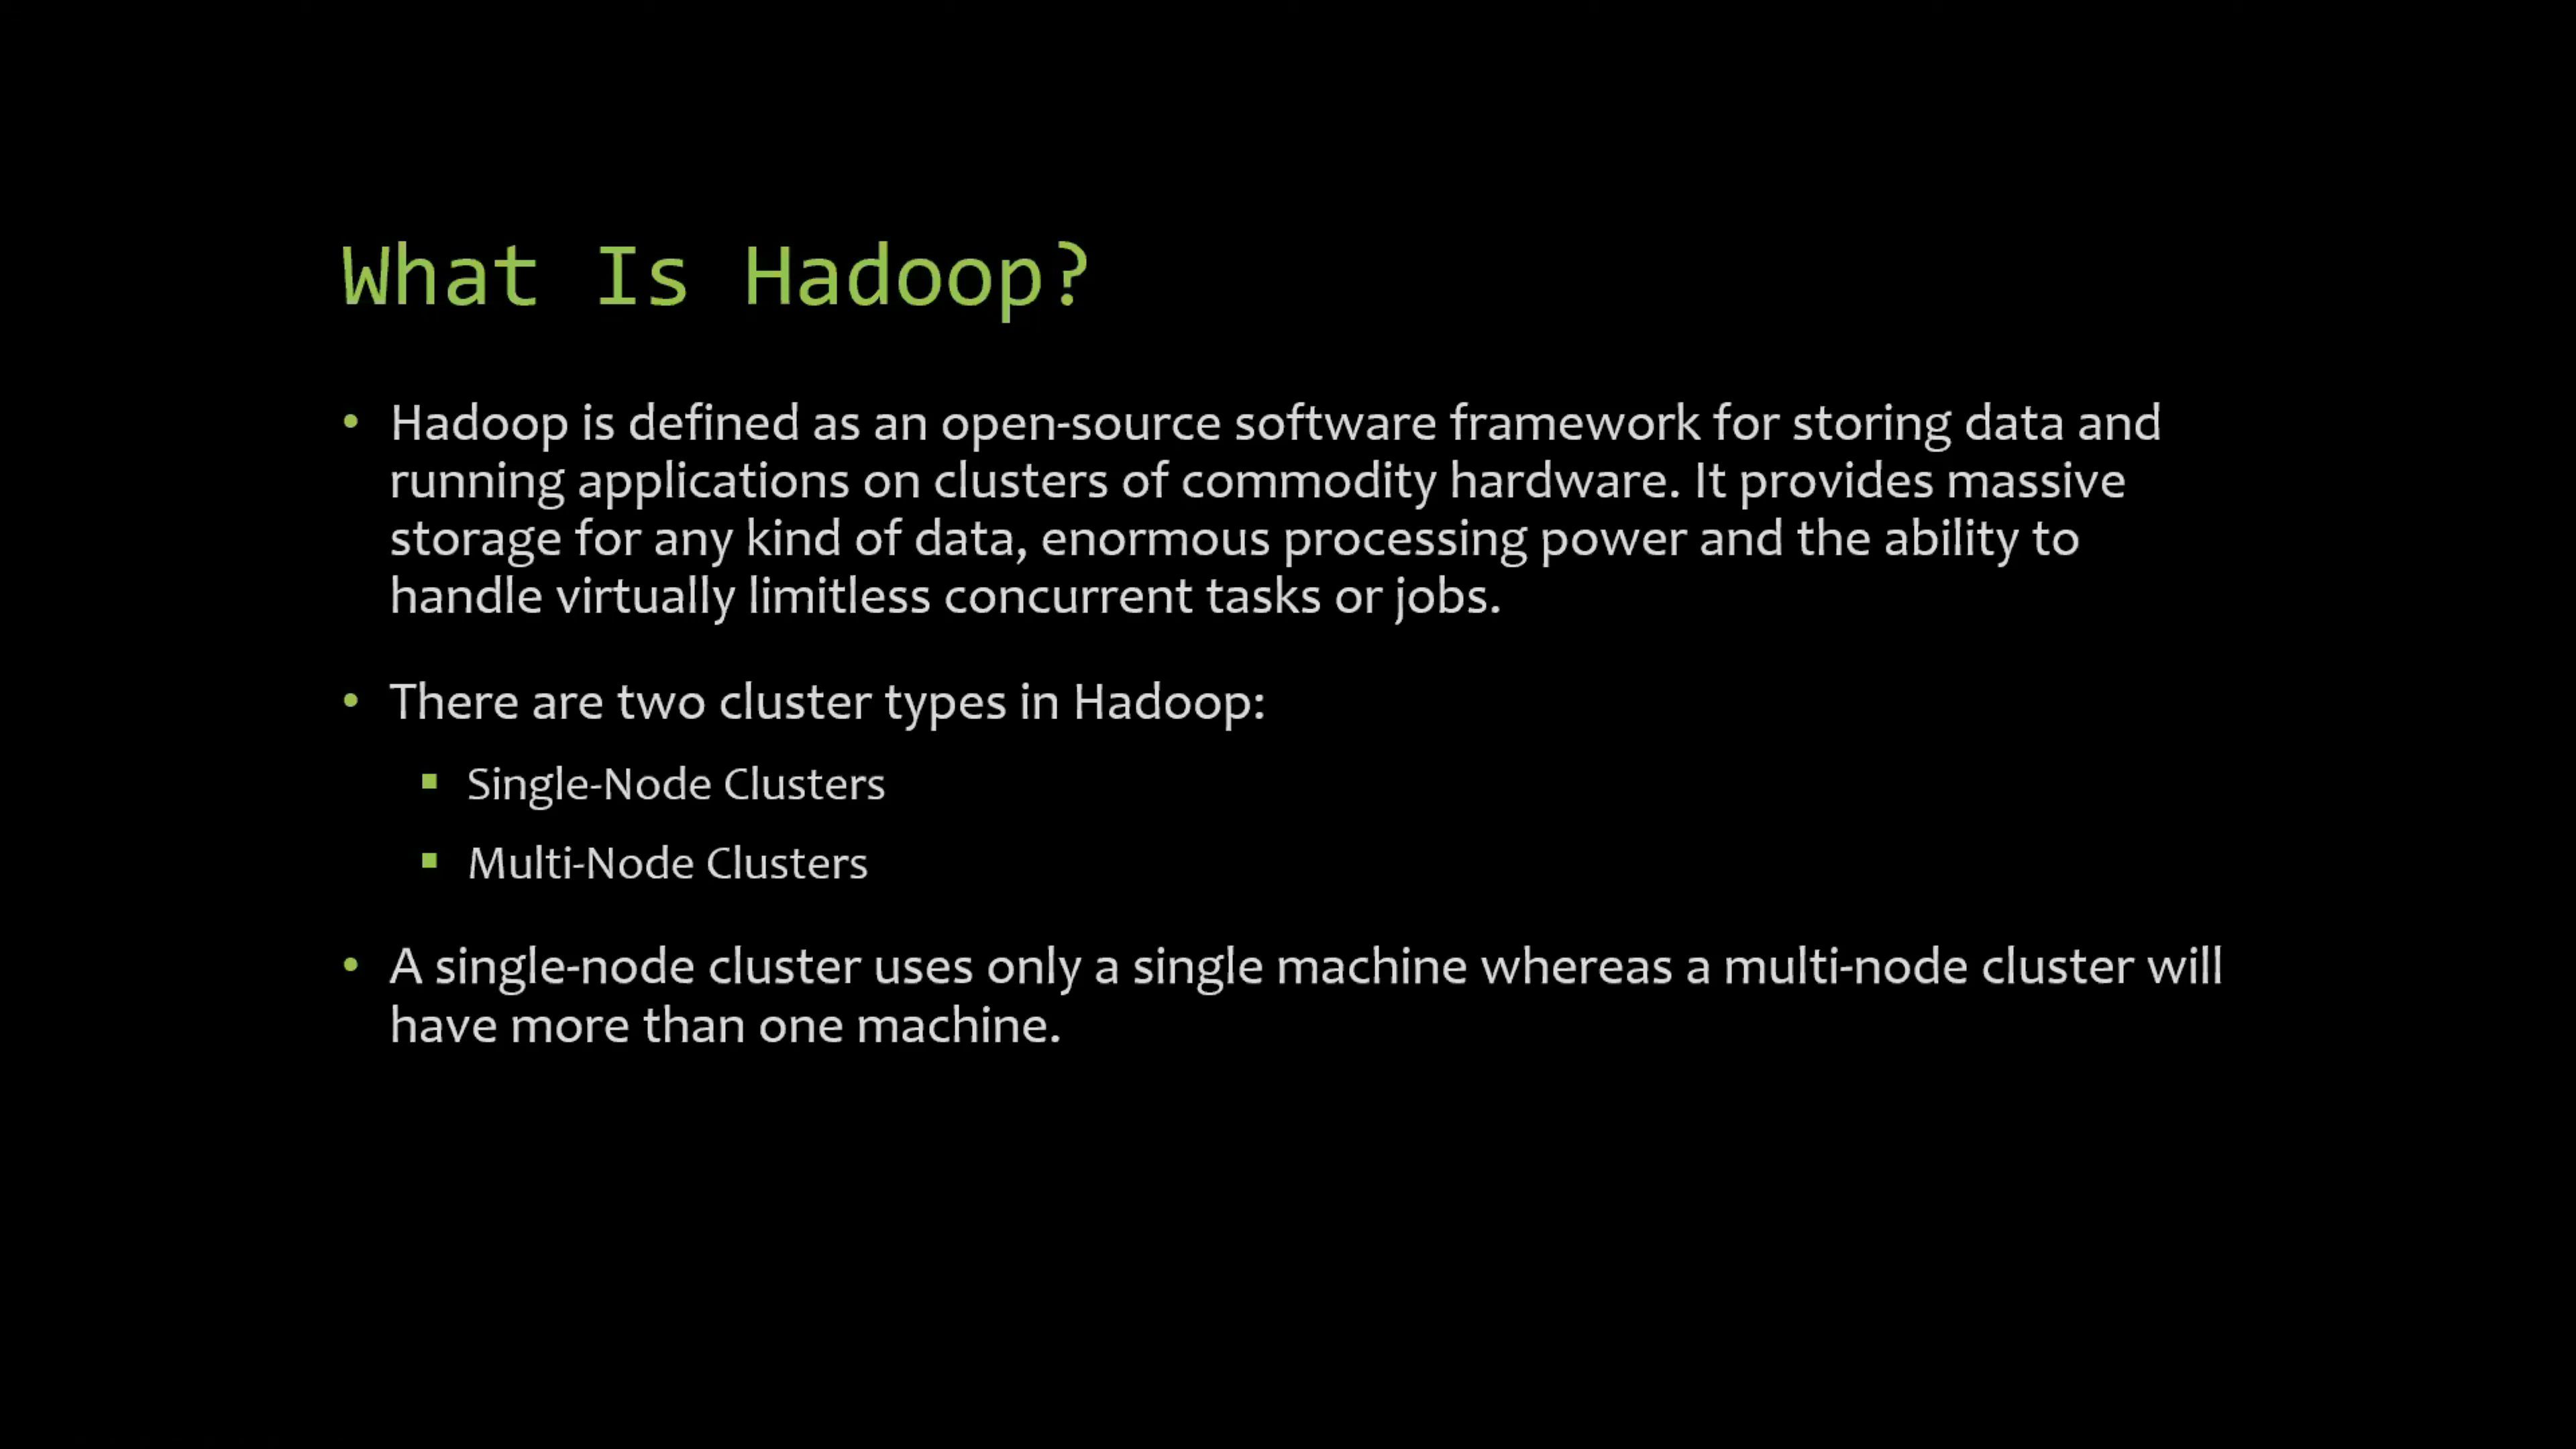 What Is Hadoop?
• Hadoop is defined as an open-source software framework for storing data and
running applications on clusters of commodity hardware. It provides massive
storage for any kind of data, enormous processing power and the ability to
handle virtually limitless concurrent tasks or jobs.
• There are two cluster types in Hadoop:
▪ Single-Node Clusters
▪ Multi-Node Clusters
• A single-node cluster uses only a single machine whereas a multi-node cluster will
have more than one machine.